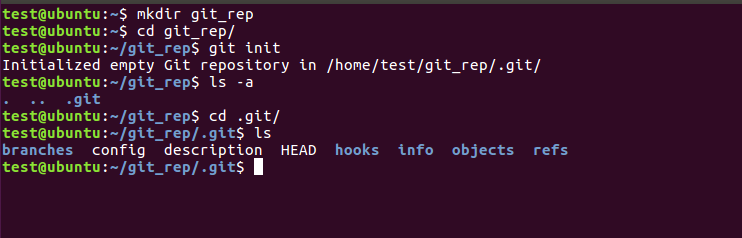 test@ubuntu:~$ mkdir git_rep
test@ubuntu:~$ cd git_rep/
test@ubuntu:~/git_rep$ git init
Initialized empty Git repository in /home/test/git_rep/.git/
test@ubuntu:~/git_rep$ ls -a
.  ..  .git
test@ubuntu:~/git_rep$ cd .git/
test@ubuntu:~/git_rep/.git$ ls
branches  config  description  HEAD  hooks  info  objects  refs
test@ubuntu:~/git_rep/.git$